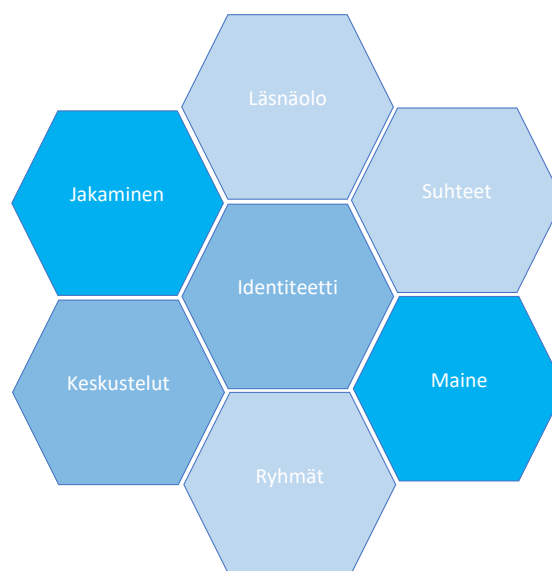 Läsnäolo
Jakaminen
Suhteet
Identiteetti
Keskustelut
Maine
Ryhmät